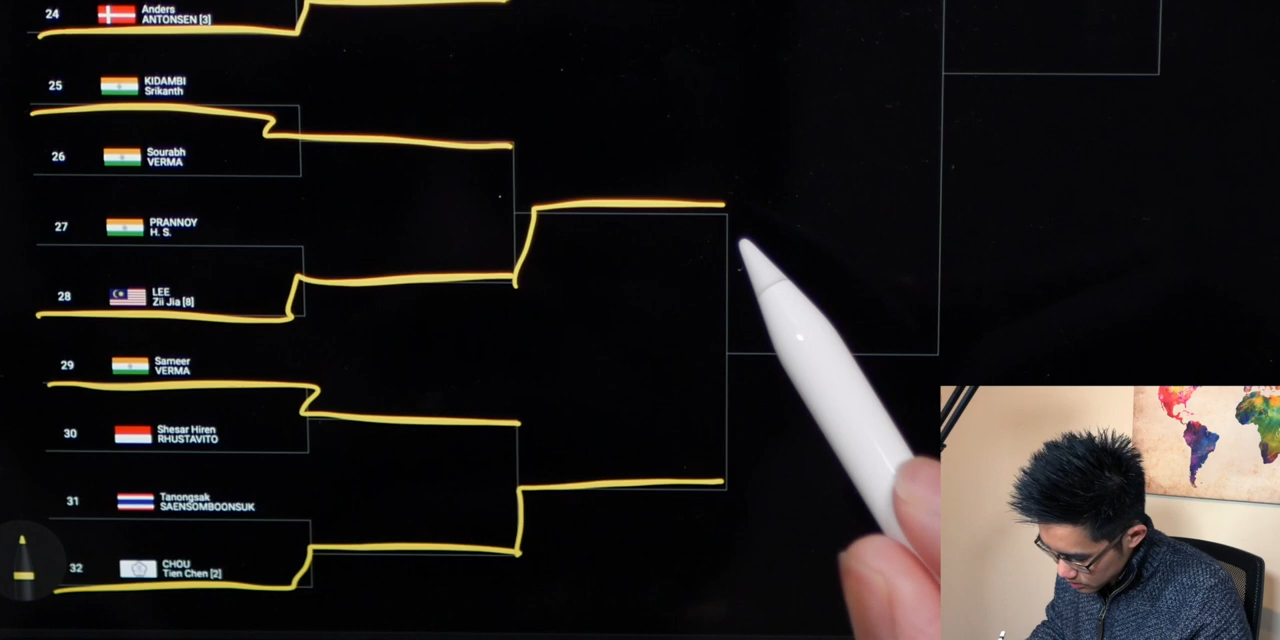 24 Anders
ANTONSEN [3]
25 KIDAMBI
Srikanth
26 Sourabh
VERMA
27 PRANNOY
H. S.
28 LEE
Zii Jia [8]
29 Sameer
VERMA
30 Shesar Hiren
RHUSTAVITO
31 Tanongsak
SAENSOMBOONSUK
32 CHOU
Tien Chen [2]